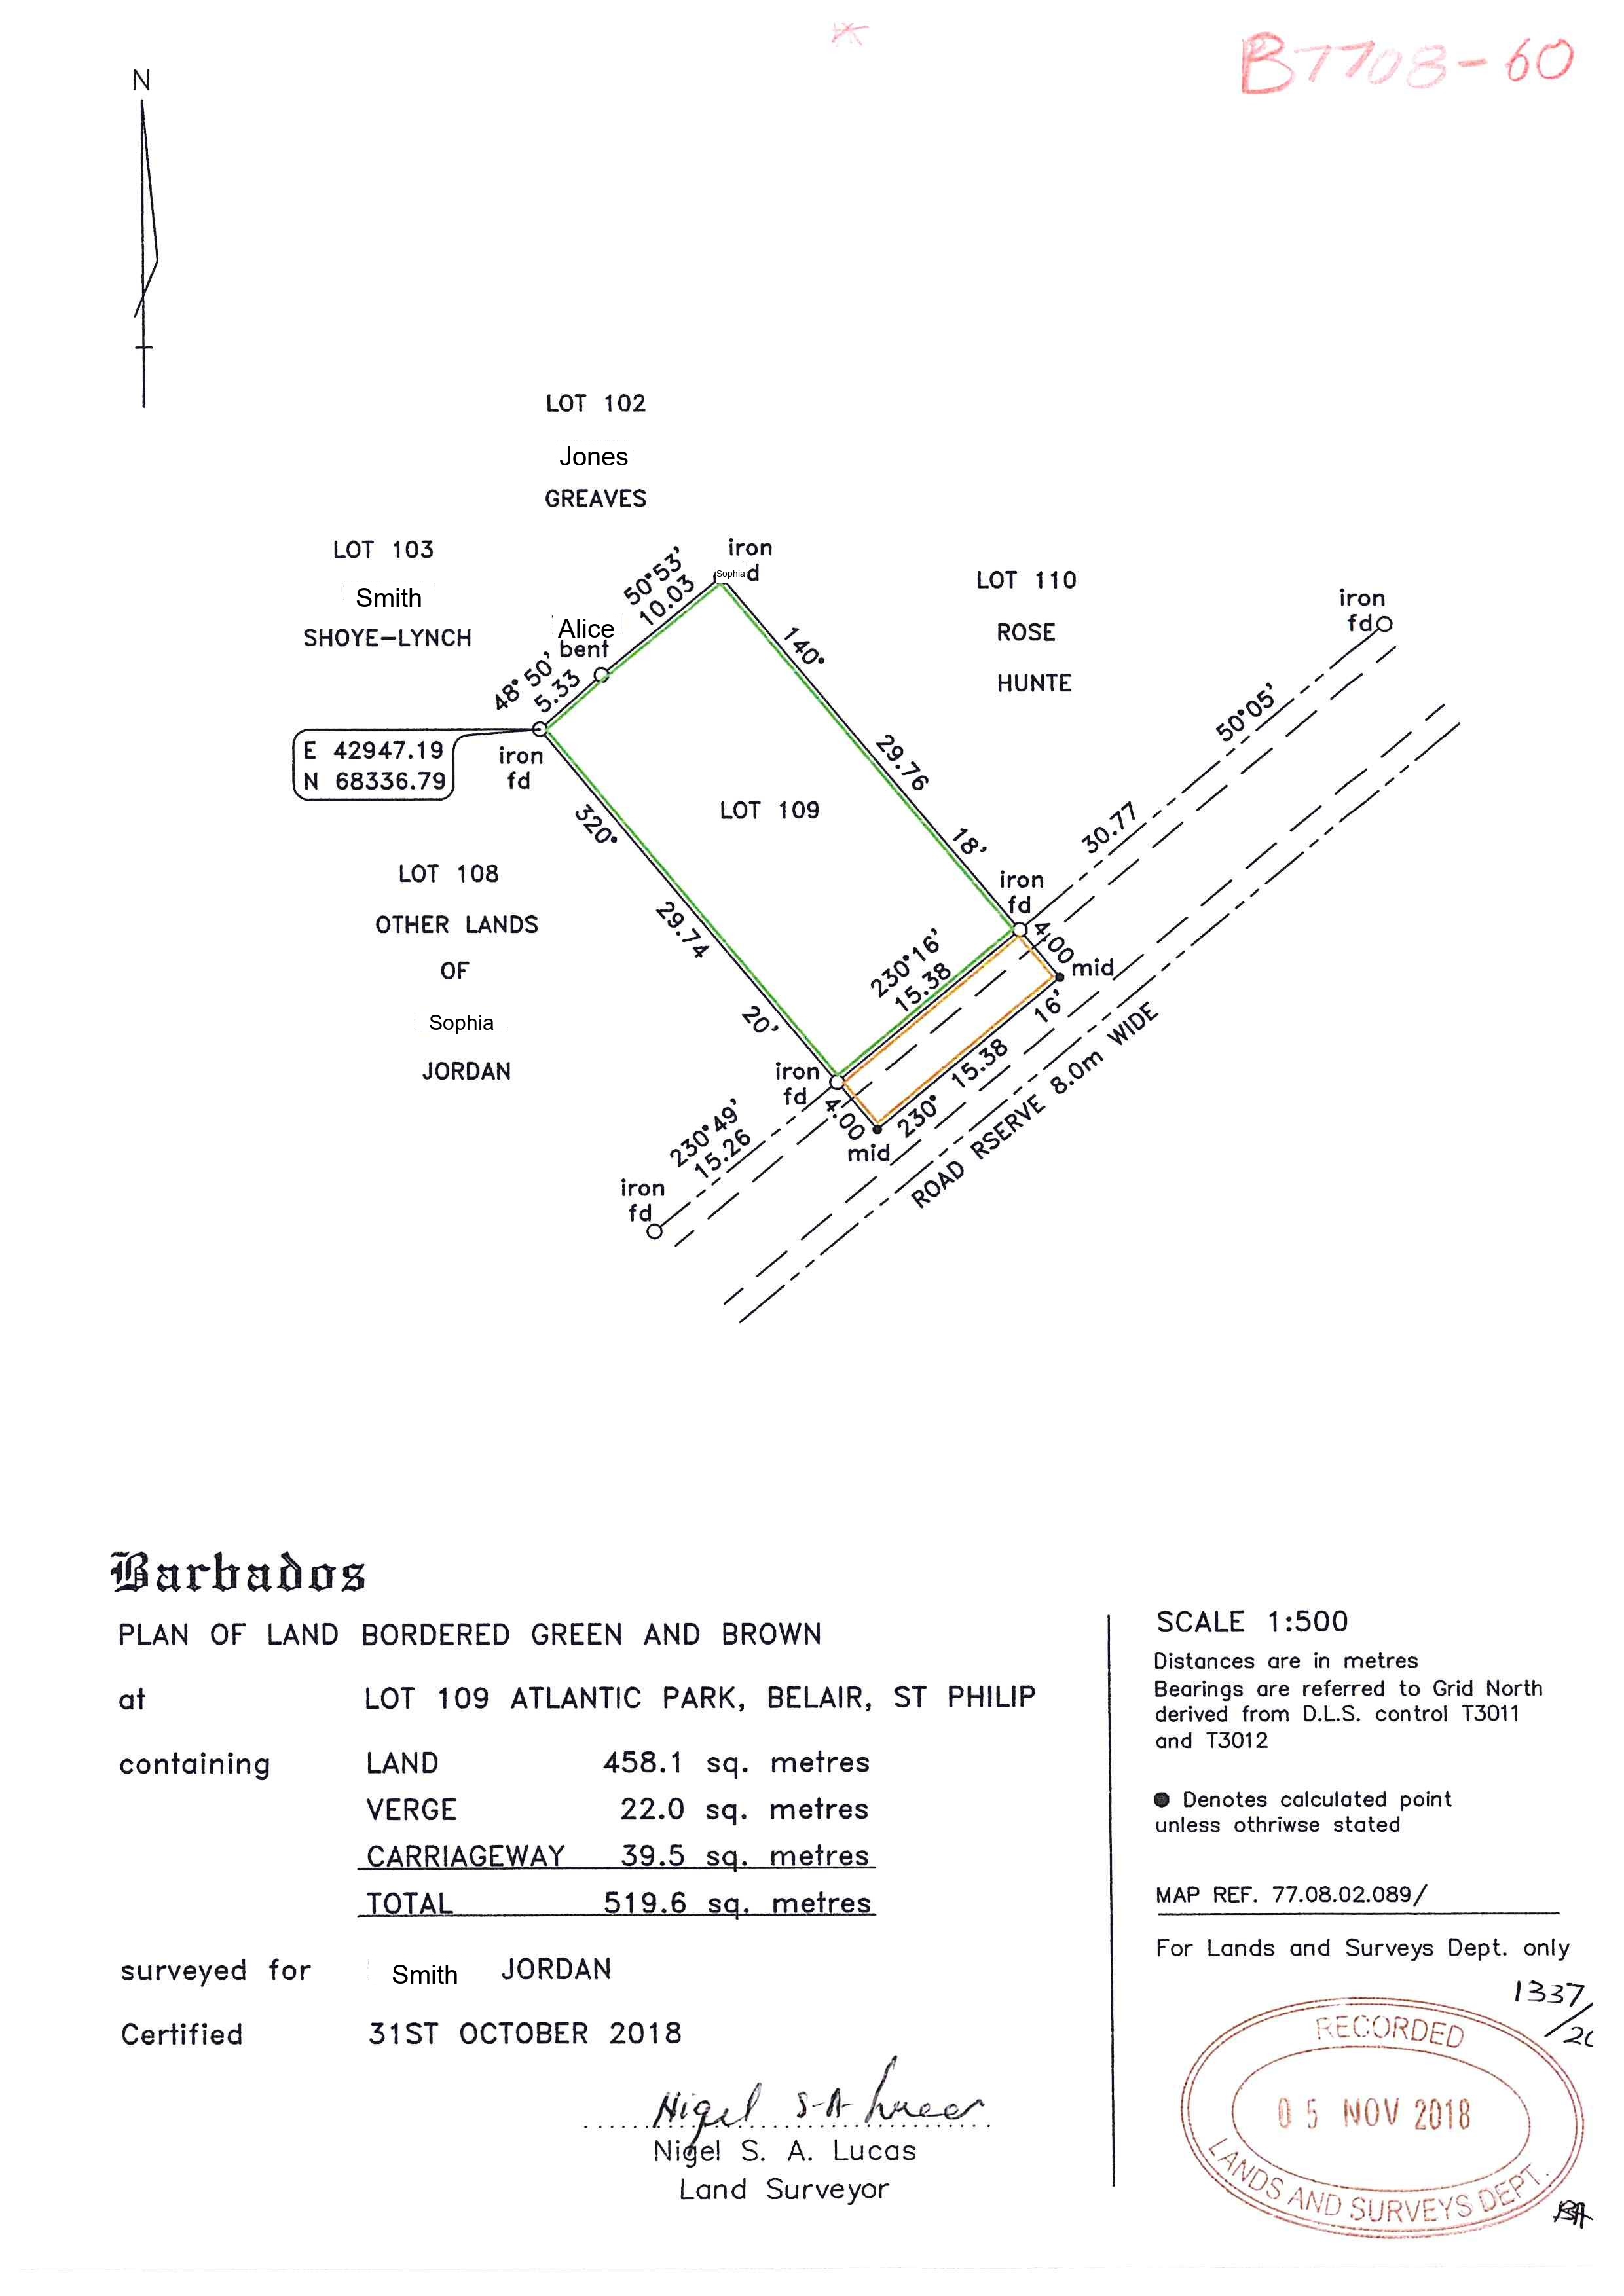 B7708-60
N
LOT 102
Jones
GREAVES
LOT 103
Smith
SHOYE-LYNCH
iron
Sophia d
50°53'
10.03
Alice
bent
48°50'
5.33
E 42947.19
N 68336.79
iron
fd
140°
29.76
18'
LOT 110
ROSE
HUNTE
iron
fd
50°05'
30.77
LOT 109
320°
29.74
20'
LOT 108
OTHER LANDS
OF
Sophia
JORDAN
iron
fd
4.00
mid
230°16'
15.38
16'
15.38
230°
iron
fd
4.00
mid
230°49'
15.26
iron
fd
ROAD RSERVE 8.0m WIDE
Barbados
PLAN OF LAND BORDERED GREEN AND BROWN
at LOT 109 ATLANTIC PARK, BELAIR, ST PHILIP
containing LAND 458.1 sq. metres
VERGE 22.0 sq. metres
CARRIAGEWAY 39.5 sq. metres
TOTAL 519.6 sq. metres
surveyed for Smith JORDAN
Certified 31ST OCTOBER 2018
Nigel S. A. Lucas
Nigel S. A. Lucas
Land Surveyor
SCALE 1:500
Distances are in metres
Bearings are referred to Grid North
derived from D.L.S. control T3011
and T3012
● Denotes calculated point
unless othriwse stated
MAP REF. 77.08.02.089/
For Lands and Surveys Dept. only
1337/
RECORDED
05 NOV 2018
LANDS AND SURVEYS DEPT.